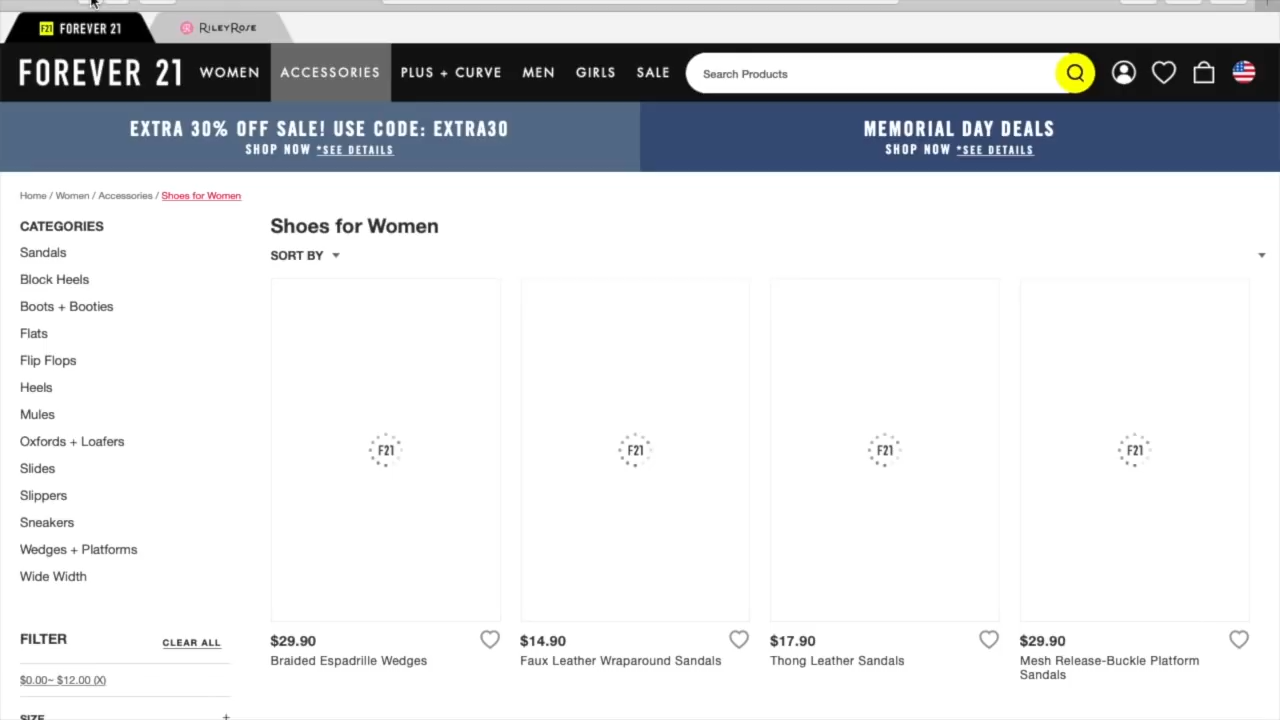 F21 FOREVER 21
RILEYROSE
FOREVER 21
WOMEN
ACCESSORIES
PLUS + CURVE
MEN
GIRLS
SALE
Search Products
EXTRA 30% OFF SALE! USE CODE: EXTRA30
SHOP NOW *SEE DETAILS
MEMORIAL DAY DEALS
SHOP NOW *SEE DETAILS
Home / Women / Accessories / Shoes for Women
CATEGORIES
Sandals
Block Heels
Boots + Booties
Flats
Flip Flops
Heels
Mules
Oxfords + Loafers
Slides
Slippers
Sneakers
Wedges + Platforms
Wide Width
FILTER
CLEAR ALL
$0.00~ $12.00 (X)
SIZE +
Shoes for Women
SORT BY
F21
F21
F21
F21
$29.90
Braided Espadrille Wedges
$14.90
Faux Leather Wraparound Sandals
$17.90
Thong Leather Sandals
$29.90
Mesh Release-Buckle Platform
Sandals